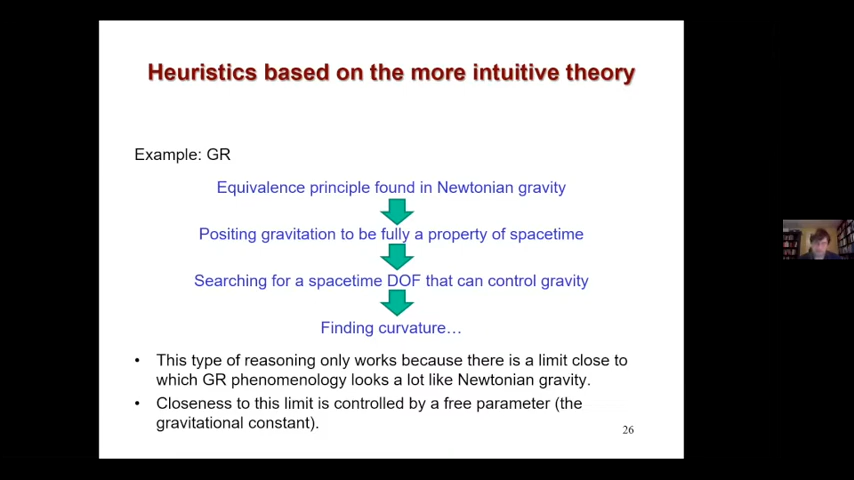 Heuristics based on the more intuitive theory
Example: GR
Equivalence principle found in Newtonian gravity
Positing gravitation to be fully a property of spacetime
Searching for a spacetime DOF that can control gravity
Finding curvature…
• This type of reasoning only works because there is a limit close to
which GR phenomenology looks a lot like Newtonian gravity.
• Closeness to this limit is controlled by a free parameter (the
gravitational constant).
26